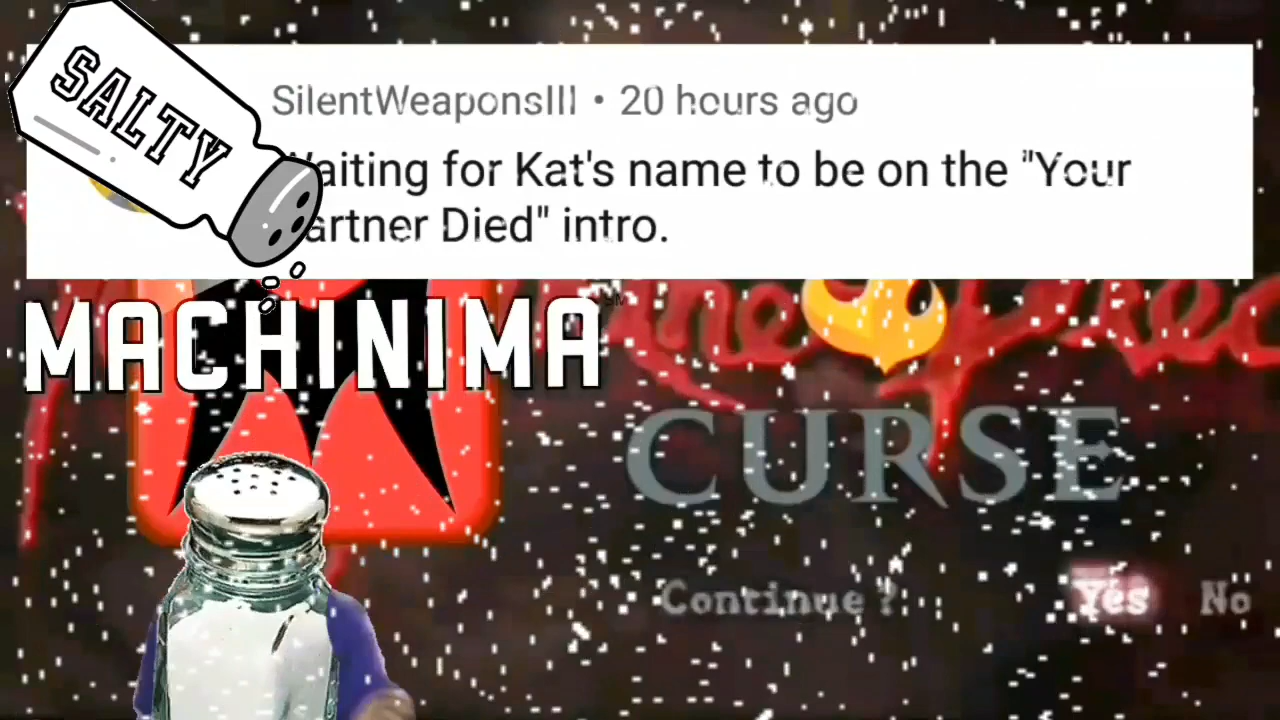 SALTY
SilentWeaponsIII • 20 hours ago
aiting for Kat's name to be on the "Your
artner Died" intro.
MACHINIMA
SM
CURSE
Continue ?
Yes No